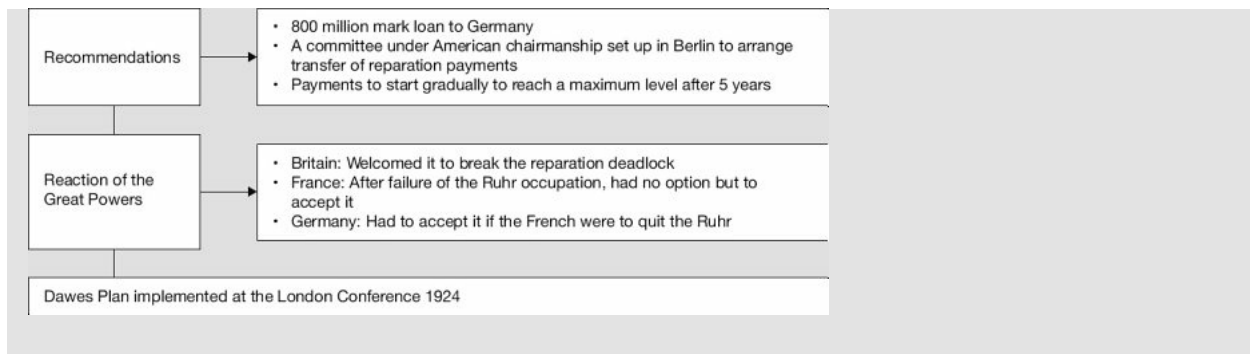 Recommendations
• 800 million mark loan to Germany
• A committee under American chairmanship set up in Berlin to arrange
transfer of reparation payments
• Payments to start gradually to reach a maximum level after 5 years
Reaction of the
Great Powers
• Britain: Welcomed it to break the reparation deadlock
• France: After failure of the Ruhr occupation, had no option but to
accept it
• Germany: Had to accept it if the French were to quit the Ruhr
Dawes Plan implemented at the London Conference 1924